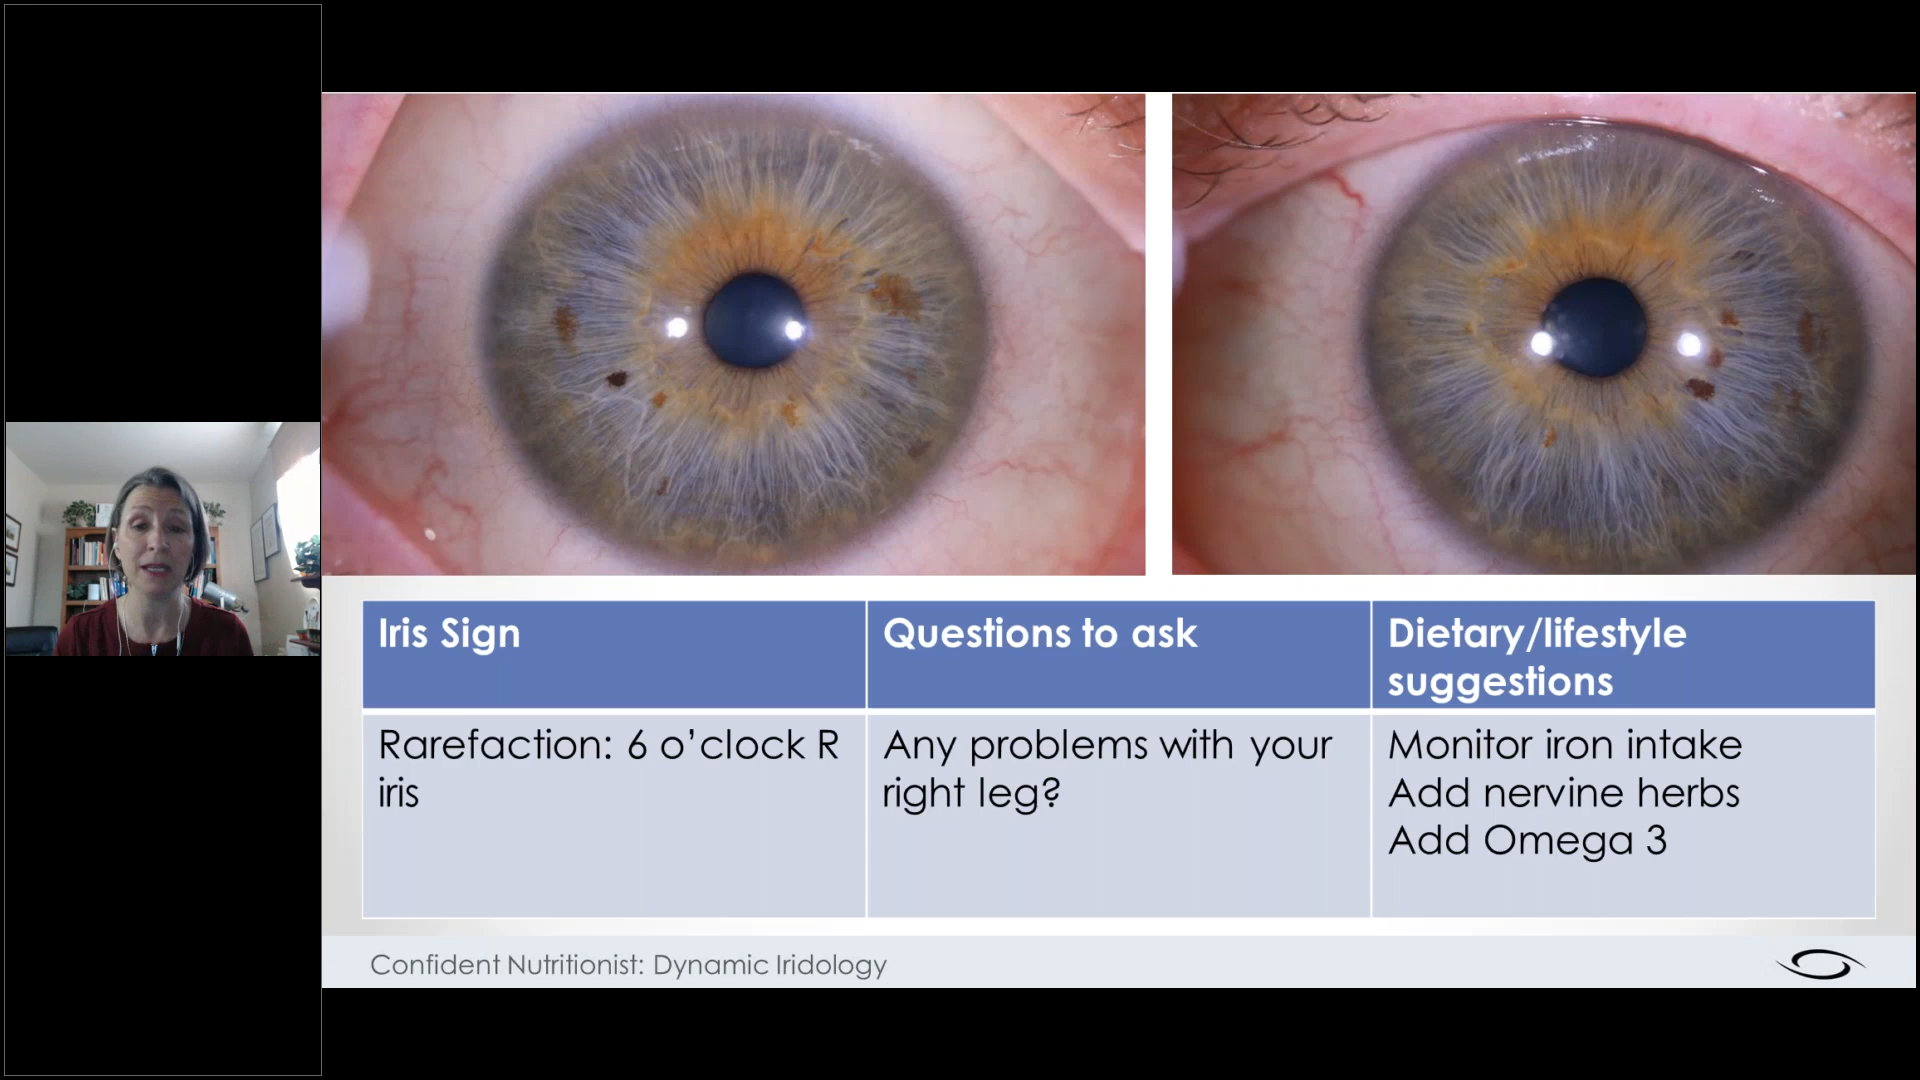 Iris Sign
Questions to ask
Dietary/lifestyle
suggestions
Rarefaction: 6 o’clock R
iris
Any problems with your
right leg?
Monitor iron intake
Add nervine herbs
Add Omega 3
Confident Nutritionist: Dynamic Iridology